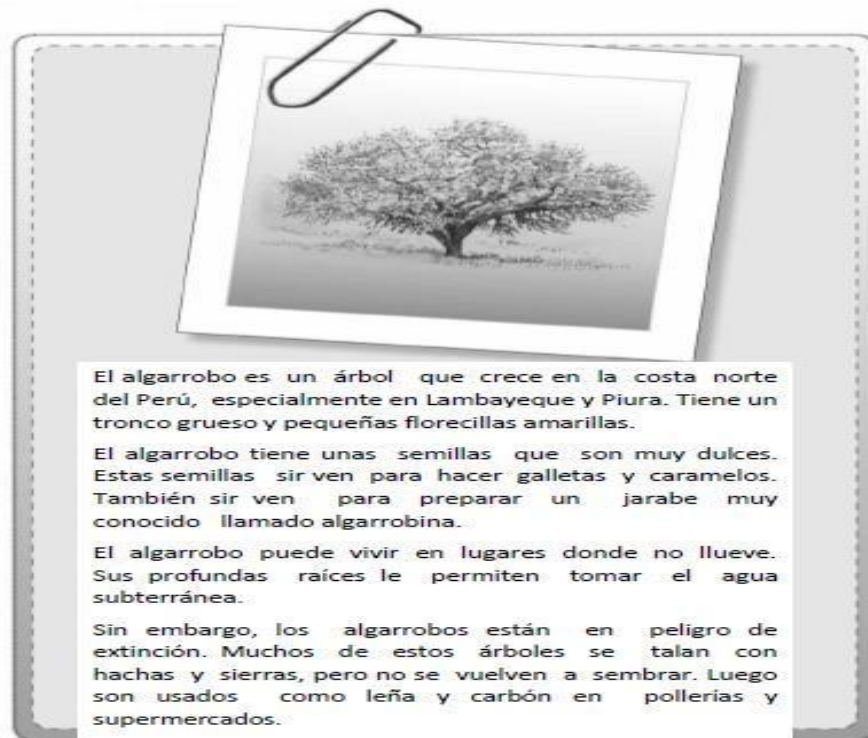 El algarrobo es un árbol que crece en la costa norte
del Perú, especialmente en Lambayeque y Piura. Tiene un
tronco grueso y pequeñas florecillas amarillas.
El algarrobo tiene unas semillas que son muy dulces.
Estas semillas sir ven para hacer galletas y caramelos.
También sir ven para preparar un jarabe muy
conocido llamado algarrobina.
El algarrobo puede vivir en lugares donde no llueve.
Sus profundas raíces le permiten tomar el agua
subterránea.
Sin embargo, los algarrobos están en peligro de
extinción. Muchos de estos árboles se talan con
hachas y sierras, pero no se vuelven a sembrar. Luego
son usados como leña y carbón en pollerías y
supermercados.